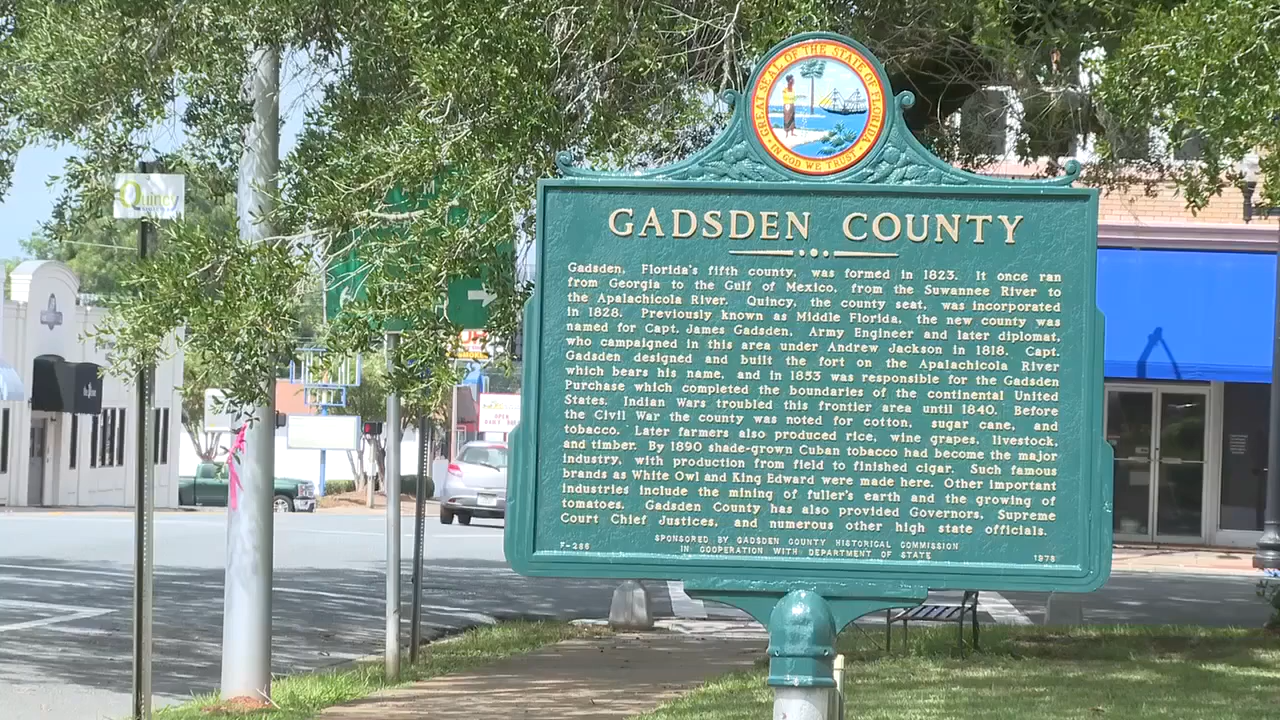 GREAT SEAL OF THE STATE OF FLORIDA
• IN GOD WE TRUST •
GADSDEN COUNTY
Gadsden, Florida's fifth county, was formed in 1823. It once ran
from Georgia to the Gulf of Mexico, from the Suwannee River to
the Apalachicola River. Quincy, the county seat, was incorporated
in 1828. Previously known as Middle Florida, the new county was
named for Capt. James Gadsden, Army Engineer and later diplomat,
who campaigned in this area under Andrew Jackson in 1818. Capt.
Gadsden designed and built the fort on the Apalachicola River
which bears his name, and in 1853 was responsible for the Gadsden
Purchase which completed the boundaries of the continental United
States. Indian Wars troubled this frontier area until 1840. Before
the Civil War the county was noted for cotton, sugar cane, and
tobacco. Later farmers also produced rice, wine grapes, livestock,
and timber. By 1890 shade-grown Cuban tobacco had become the major
industry, with production from field to finished cigar. Such famous
brands as White Owl and King Edward were made here. Other important
industries include the mining of fuller's earth and the growing of
tomatoes. Gadsden County has also provided Governors, Supreme
Court Chief Justices, and numerous other high state officials.
SPONSORED BY GADSDEN COUNTY HISTORICAL COMMISSION
IN COOPERATION WITH DEPARTMENT OF STATE
F-286
1978
Quincy